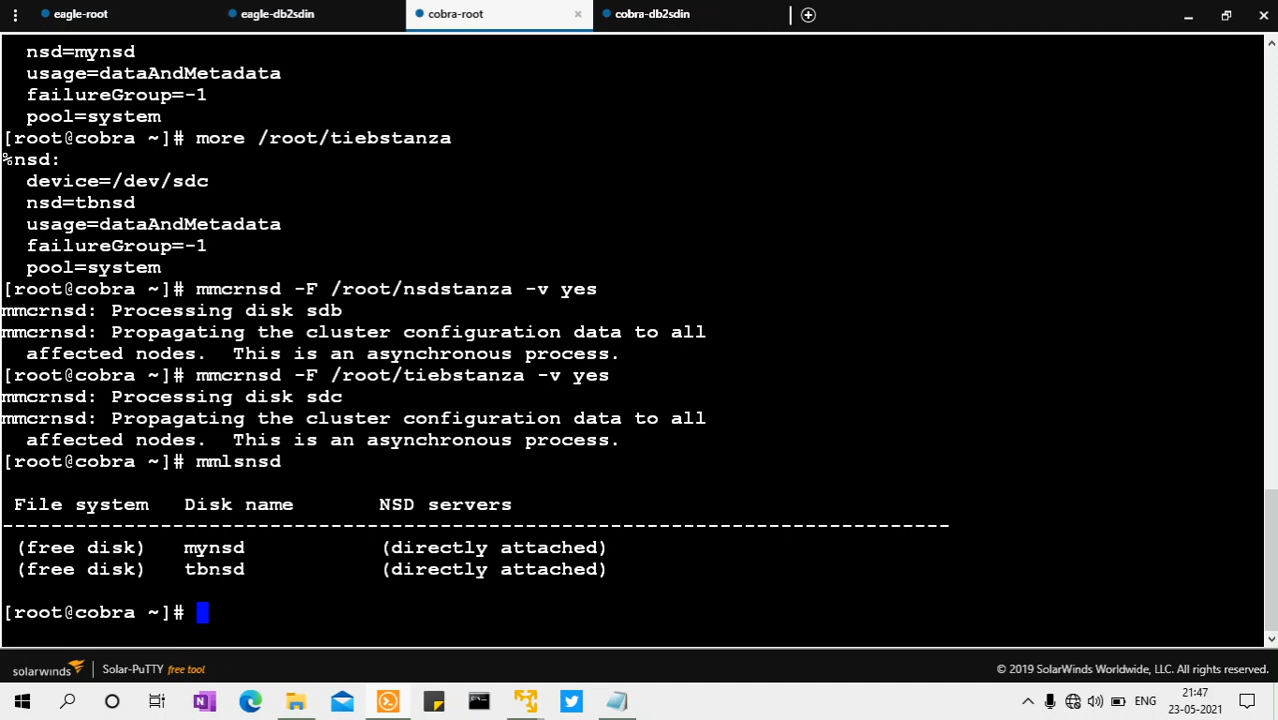 eagle-root eagle-db2sdin cobra-root × cobra-db2sdin
nsd=mynsd
usage=dataAndMetadata
failureGroup=-1
pool=system
[root@cobra ~]# more /root/tiebstanza
%nsd:
device=/dev/sdc
nsd=tbnsd
usage=dataAndMetadata
failureGroup=-1
pool=system
[root@cobra ~]# mmcrnsd -F /root/nsdstanza -v yes
mmcrnsd: Processing disk sdb
mmcrnsd: Propagating the cluster configuration data to all
affected nodes.  This is an asynchronous process.
[root@cobra ~]# mmcrnsd -F /root/tiebstanza -v yes
mmcrnsd: Processing disk sdc
mmcrnsd: Propagating the cluster configuration data to all
affected nodes.  This is an asynchronous process.
[root@cobra ~]# mmlsnsd
File system   Disk name       NSD servers
------------------------------------------------------------------------------
(free disk)   mynsd           (directly attached)
(free disk)   tbnsd           (directly attached)
[root@cobra ~]#
solarwinds Solar-PuTTY free tool © 2019 SolarWinds Worldwide, LLC. All rights reserved.
ENG 21:47
23-05-2021